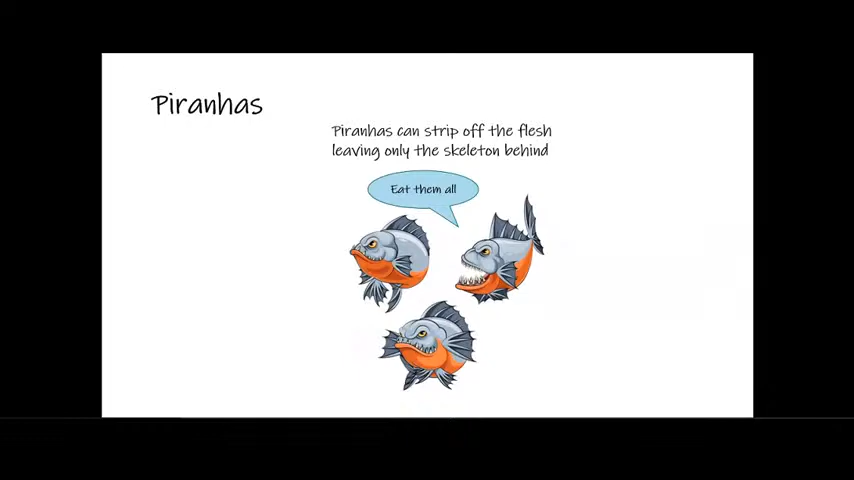 Piranhas
Piranhas can strip off the flesh
leaving only the skeleton behind
Eat them all